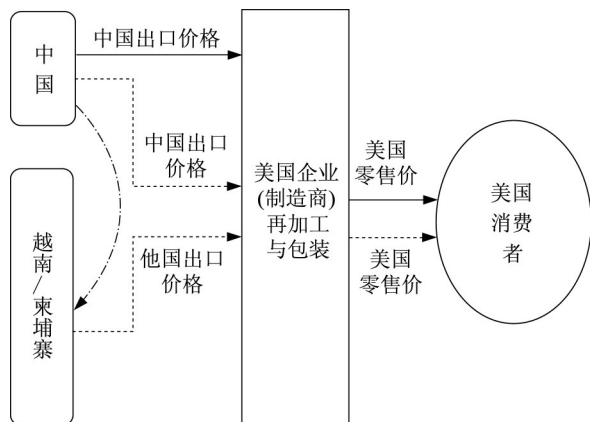 中
国
中国出口价格
中国出口
价格
越南/柬埔寨
他国出口
价格
美国企业
(制造商)
再加工
与包装
美国
零售价
美国
零售价
美国
消费
者